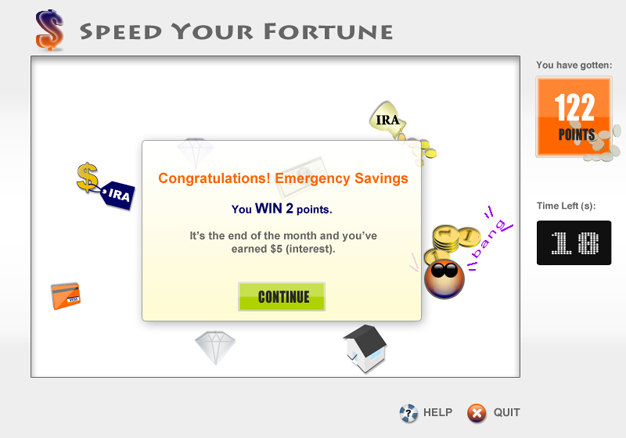 $ SPEED YOUR FORTUNE
You have gotten:
122
POINTS
IRA
$
IRA
Congratulations! Emergency Savings
You WIN 2 points.
It's the end of the month and you've
earned $5 (interest).
CONTINUE
\\bang//
Time Left (s):
18
HELP
QUIT